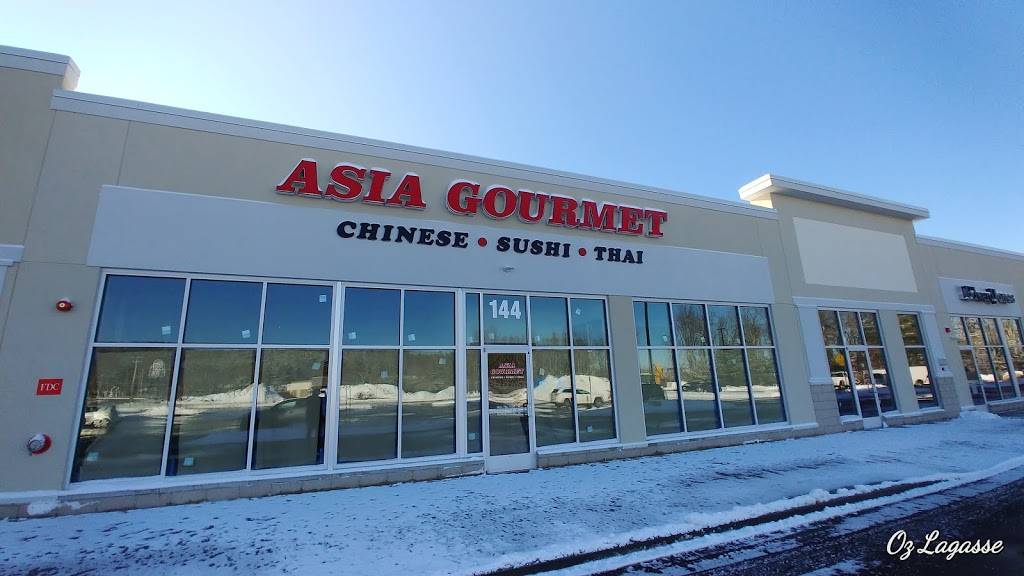 ASIA GOURMET
CHINESE • SUSHI • THAI
144
ASIA
GOURMET
FDC
Oz Lagasse